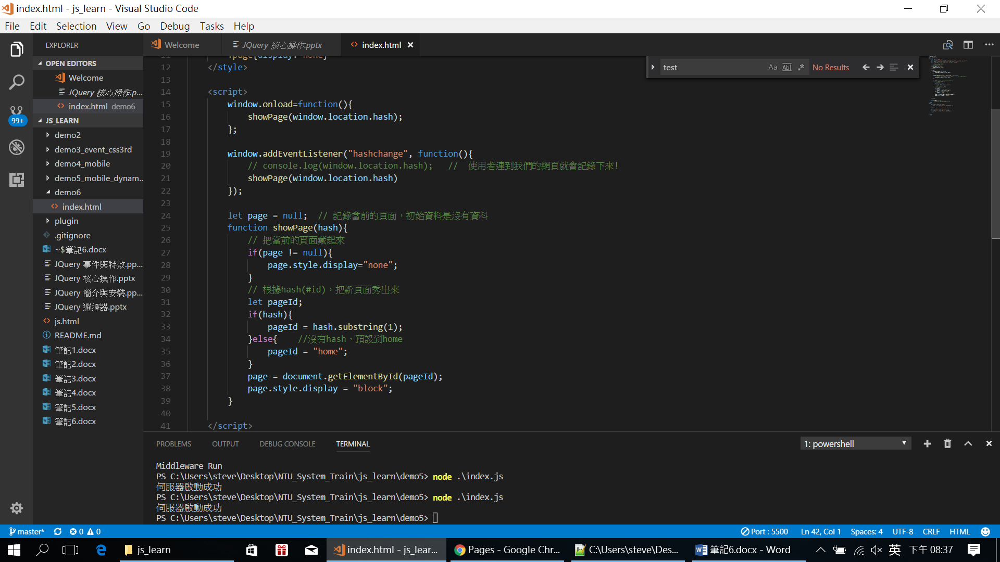 index.html - js_learn - Visual Studio Code
File Edit Selection View Go Debug Tasks Help
EXPLORER
OPEN EDITORS
Welcome
JQuery 核心操作.p...
index.html demo6
99+
JS_LEARN
demo2
demo3_event_css3rd
demo4_mobile
demo5_mobile_dynam...
demo6
index.html
plugin
.gitignore
~$筆記6.docx
JQuery 事件與特效.pp...
JQuery 核心操作.pptx
JQuery 簡介與安裝.pp...
JQuery 選擇器.pptx
js.html
README.md
筆記1.docx
筆記2.docx
筆記3.docx
筆記4.docx
筆記5.docx
筆記6.docx
Welcome JQuery 核心操作.pptx index.html
test Aa Abl .* No Results
11 .page{display: none}
12 </style>
13
14 <script>
15 window.onload=function(){
16 showPage(window.location.hash);
17 };
18
19 window.addEventListener("hashchange", function(){
20 // console.log(window.location.hash); // 使用者連到我們的網頁就會記錄下來!
21 showPage(window.location.hash)
22 });
23
24 let page = null; // 記錄當前的頁面，初始資料是沒有資料
25 function showPage(hash){
26 // 把當前的頁面藏起來
27 if(page != null){
28 page.style.display="none";
29 }
30 // 根據hash(#id)，把新頁面秀出來
31 let pageId;
32 if(hash){
33 pageId = hash.substring(1);
34 }else{ //沒有hash，預設到home
35 pageId = "home";
36 }
37 page = document.getElementById(pageId);
38 page.style.display = "block";
39 }
40
41 </script>
PROBLEMS OUTPUT DEBUG CONSOLE TERMINAL
1: powershell
Middleware Run
PS C:\Users\steve\Desktop\NTU_System_Train\js_learn\demo5> node .\index.js
伺服器啟動成功
PS C:\Users\steve\Desktop\NTU_System_Train\js_learn\demo5> node .\index.js
伺服器啟動成功
PS C:\Users\steve\Desktop\NTU_System_Train\js_learn\demo5>
master* 0 0 Port : 5500 Ln 42, Col 1 Spaces: 4 UTF-8 CRLF HTML
js_learn index.html - js_lear... Pages - Google Chr... C:\Users\steve\Des... 筆記6.docx - Word 英 下午 08:37